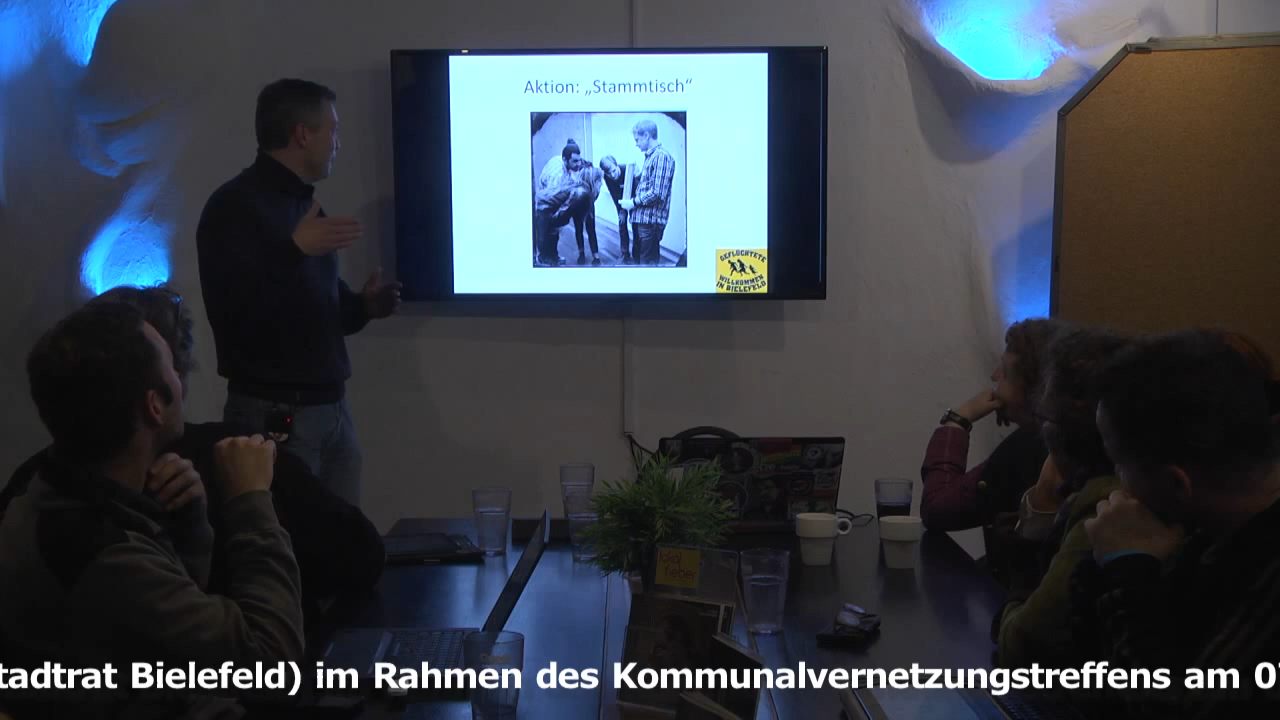 Aktion: „Stammtisch“
GEFLÜCHTETE
WILLKOMMEN
IN BIELEFELD
tadtrat Bielefeld) im Rahmen des Kommunalvernetzungstreffens am 0